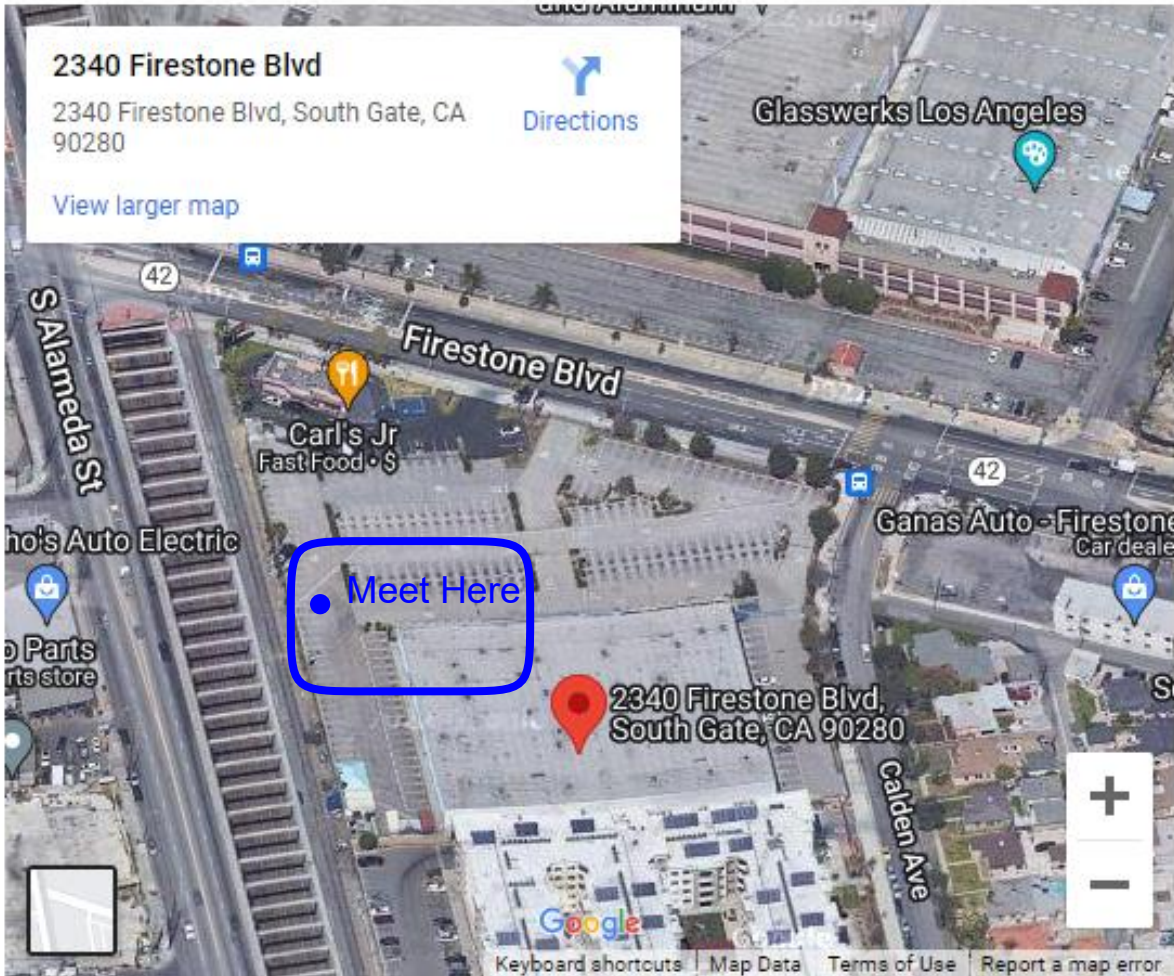 and Aluminum
2340 Firestone Blvd
2340 Firestone Blvd, South Gate, CA
90280
Directions
View larger map
Glasswerks Los Angeles
42
S Alameda St
Firestone Blvd
Carl's Jr
Fast Food • $
42
Ganas Auto - Firestone
Car deale
ho's Auto Electric
Meet Here
o Parts
rts store
2340 Firestone Blvd,
South Gate, CA 90280
S
Calden Ave
+
−
Google
Keyboard shortcuts
Map Data
Terms of Use
Report a map error